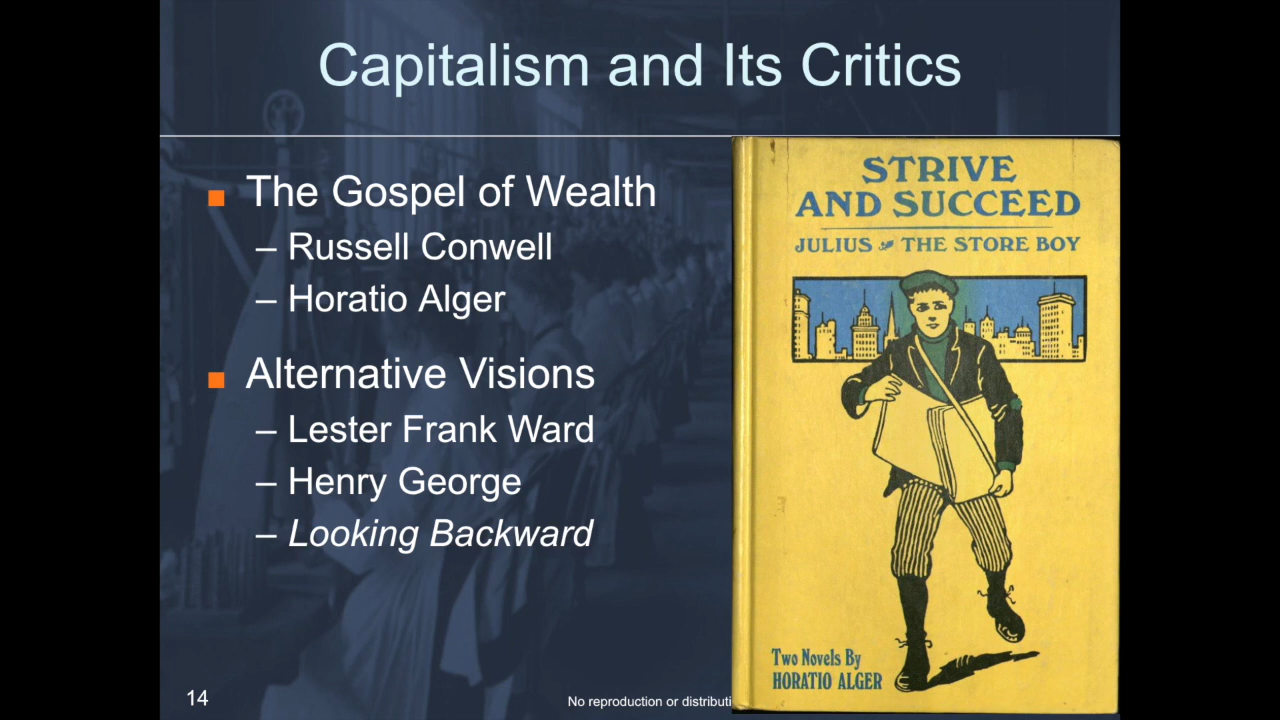 Capitalism and Its Critics
■ The Gospel of Wealth
– Russell Conwell
– Horatio Alger
■ Alternative Visions
– Lester Frank Ward
– Henry George
– Looking Backward
STRIVE
AND SUCCEED
JULIUS THE STORE BOY
Two Novels By
HORATIO ALGER
14
No reproduction or